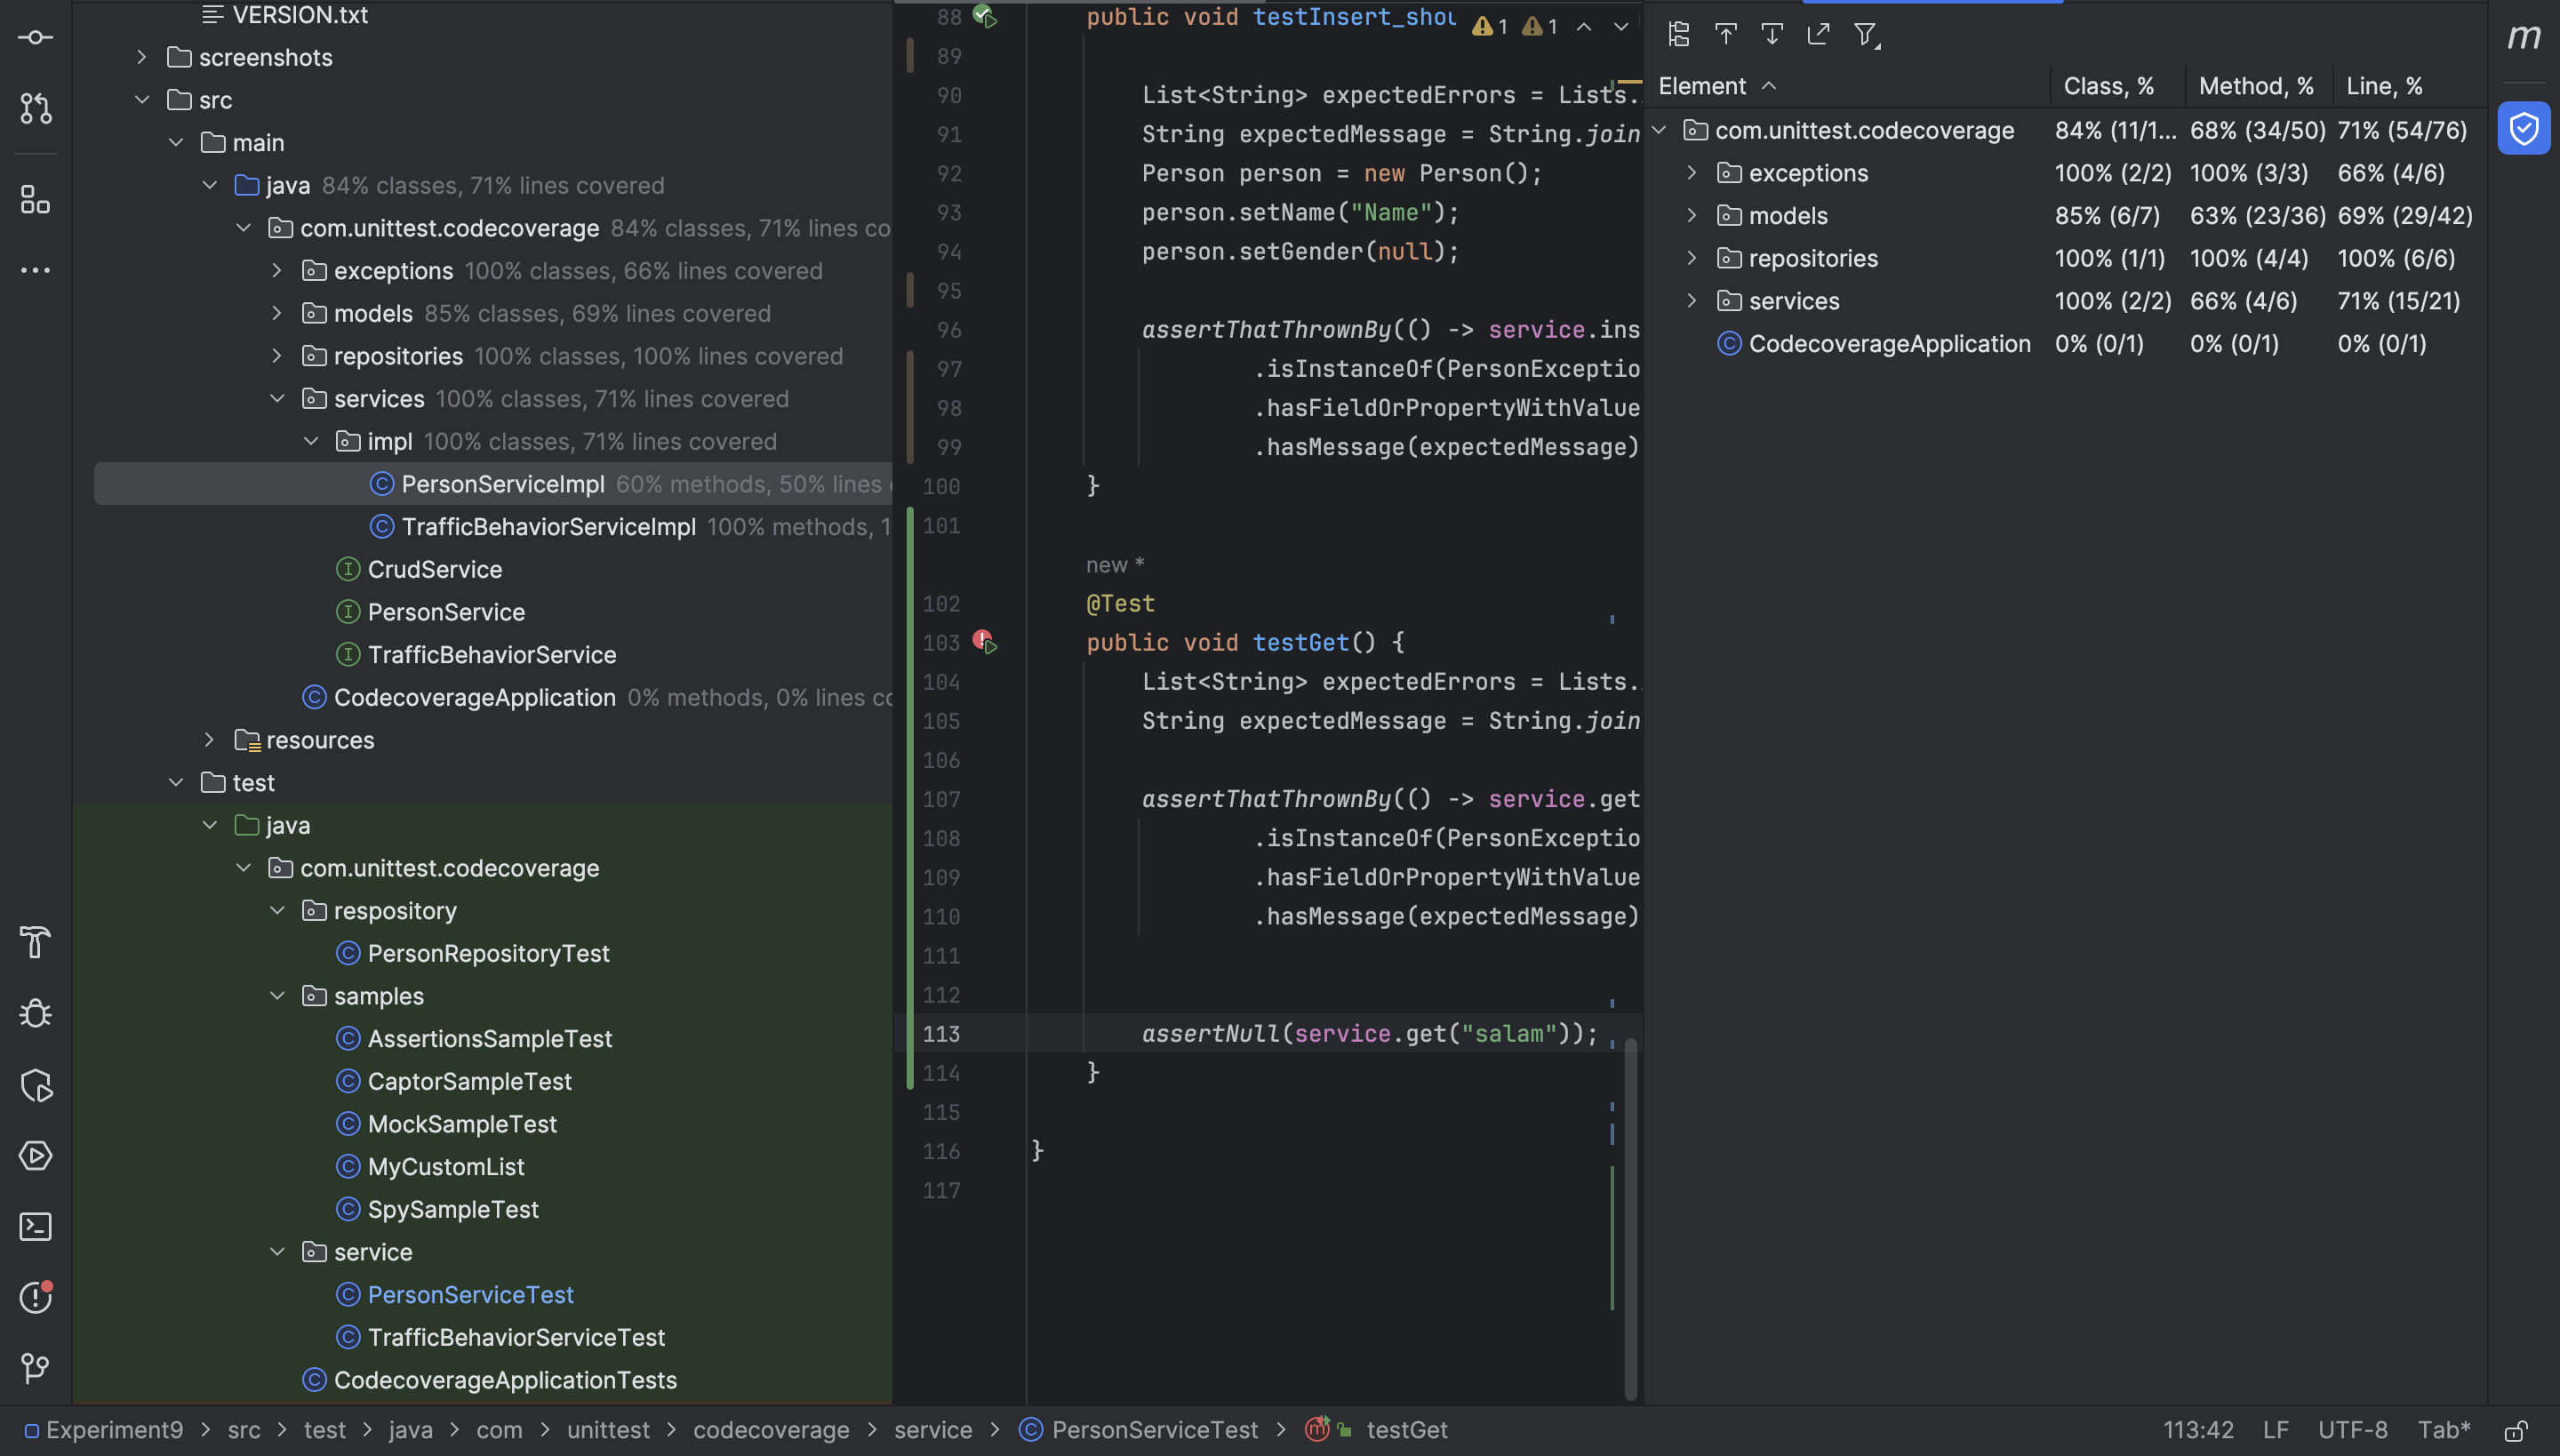 VERSION.txt
screenshots
src
main
java 84% classes, 71% lines covered
com.unittest.codecoverage 84% classes, 71% lines co
exceptions 100% classes, 66% lines covered
models 85% classes, 69% lines covered
repositories 100% classes, 100% lines covered
services 100% classes, 71% lines covered
impl 100% classes, 71% lines covered
PersonServiceImpl 60% methods, 50% lines
TrafficBehaviorServiceImpl 100% methods, 1
CrudService
PersonService
TrafficBehaviorService
CodecoverageApplication 0% methods, 0% lines co
resources
test
java
com.unittest.codecoverage
respository
PersonRepositoryTest
samples
AssertionsSampleTest
CaptorSampleTest
MockSampleTest
MyCustomList
SpySampleTest
service
PersonServiceTest
TrafficBehaviorServiceTest
CodecoverageApplicationTests
88 public void testInsert_shou 1 1
89
90 List<String> expectedErrors = Lists.
91 String expectedMessage = String.join
92 Person person = new Person();
93 person.setName("Name");
94 person.setGender(null);
95
96 assertThatThrownBy(() -> service.ins
97 .isInstanceOf(PersonExceptio
98 .hasFieldOrPropertyWithValue
99 .hasMessage(expectedMessage)
100 }
101
new *
102 @Test
103 public void testGet() {
104 List<String> expectedErrors = Lists.
105 String expectedMessage = String.join
106
107 assertThatThrownBy(() -> service.get
108 .isInstanceOf(PersonExceptio
109 .hasFieldOrPropertyWithValue
110 .hasMessage(expectedMessage)
111
112
113 assertNull(service.get("salam"));
114 }
115
116 }
117
Element Class, % Method, % Line, %
com.unittest.codecoverage 84% (11/1... 68% (34/50) 71% (54/76)
exceptions 100% (2/2) 100% (3/3) 66% (4/6)
models 85% (6/7) 63% (23/36) 69% (29/42)
repositories 100% (1/1) 100% (4/4) 100% (6/6)
services 100% (2/2) 66% (4/6) 71% (15/21)
CodecoverageApplication 0% (0/1) 0% (0/1) 0% (0/1)
m
Experiment9 > src > test > java > com > unittest > codecoverage > service > PersonServiceTest > testGet
113:42 LF UTF-8 Tab*